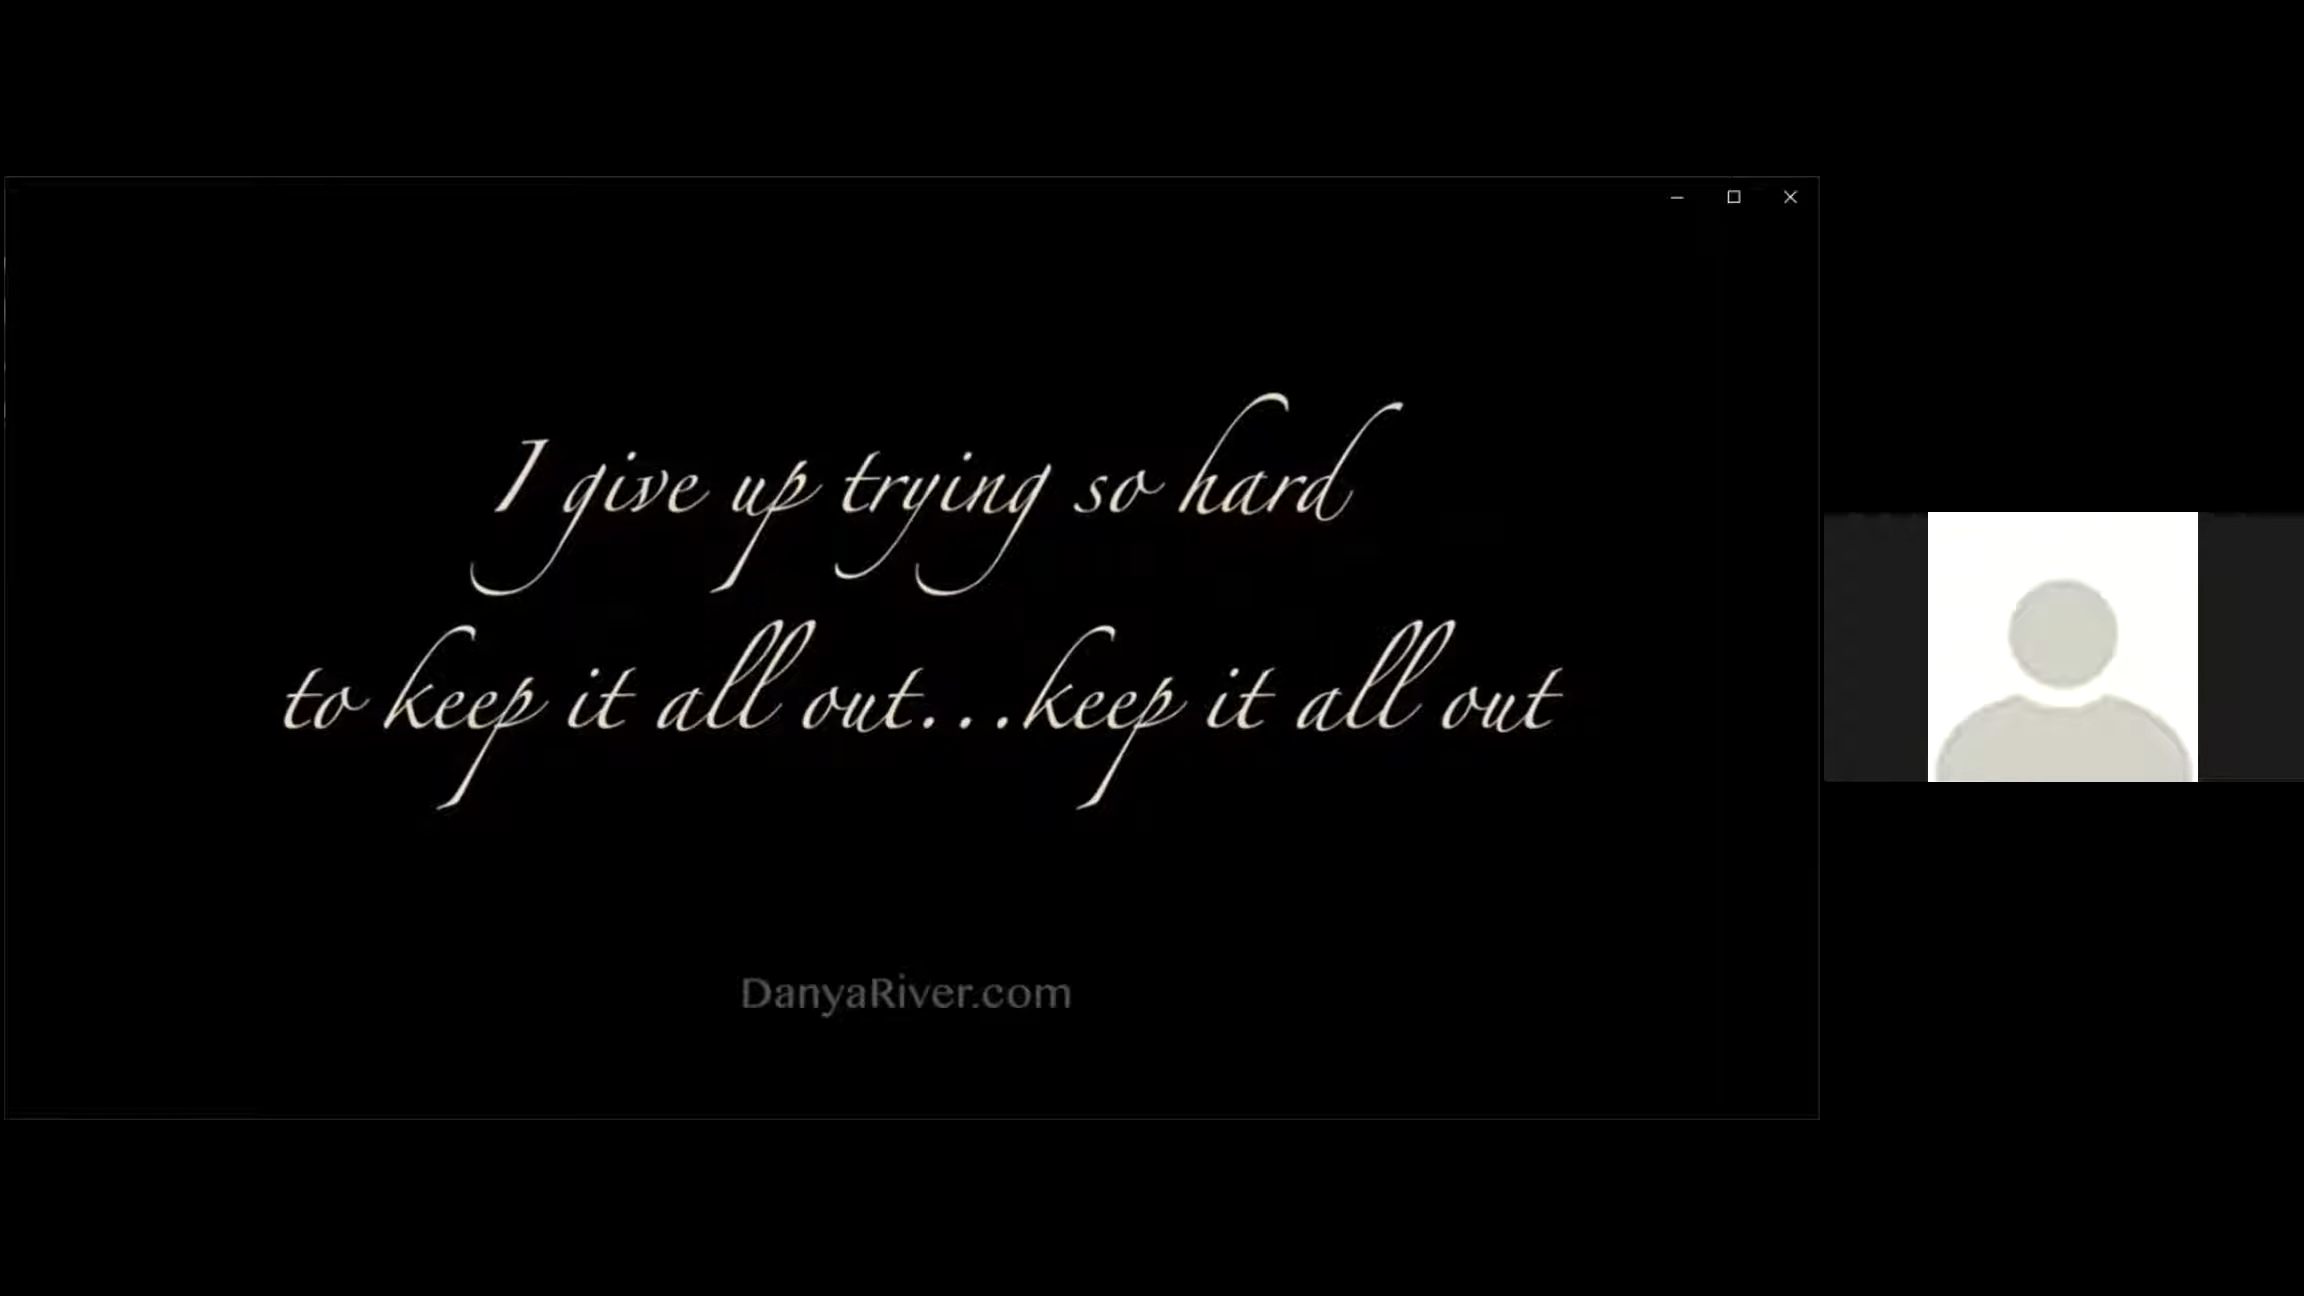 I give up trying so hard
to keep it all out...keep it all out
DanyaRiver.com